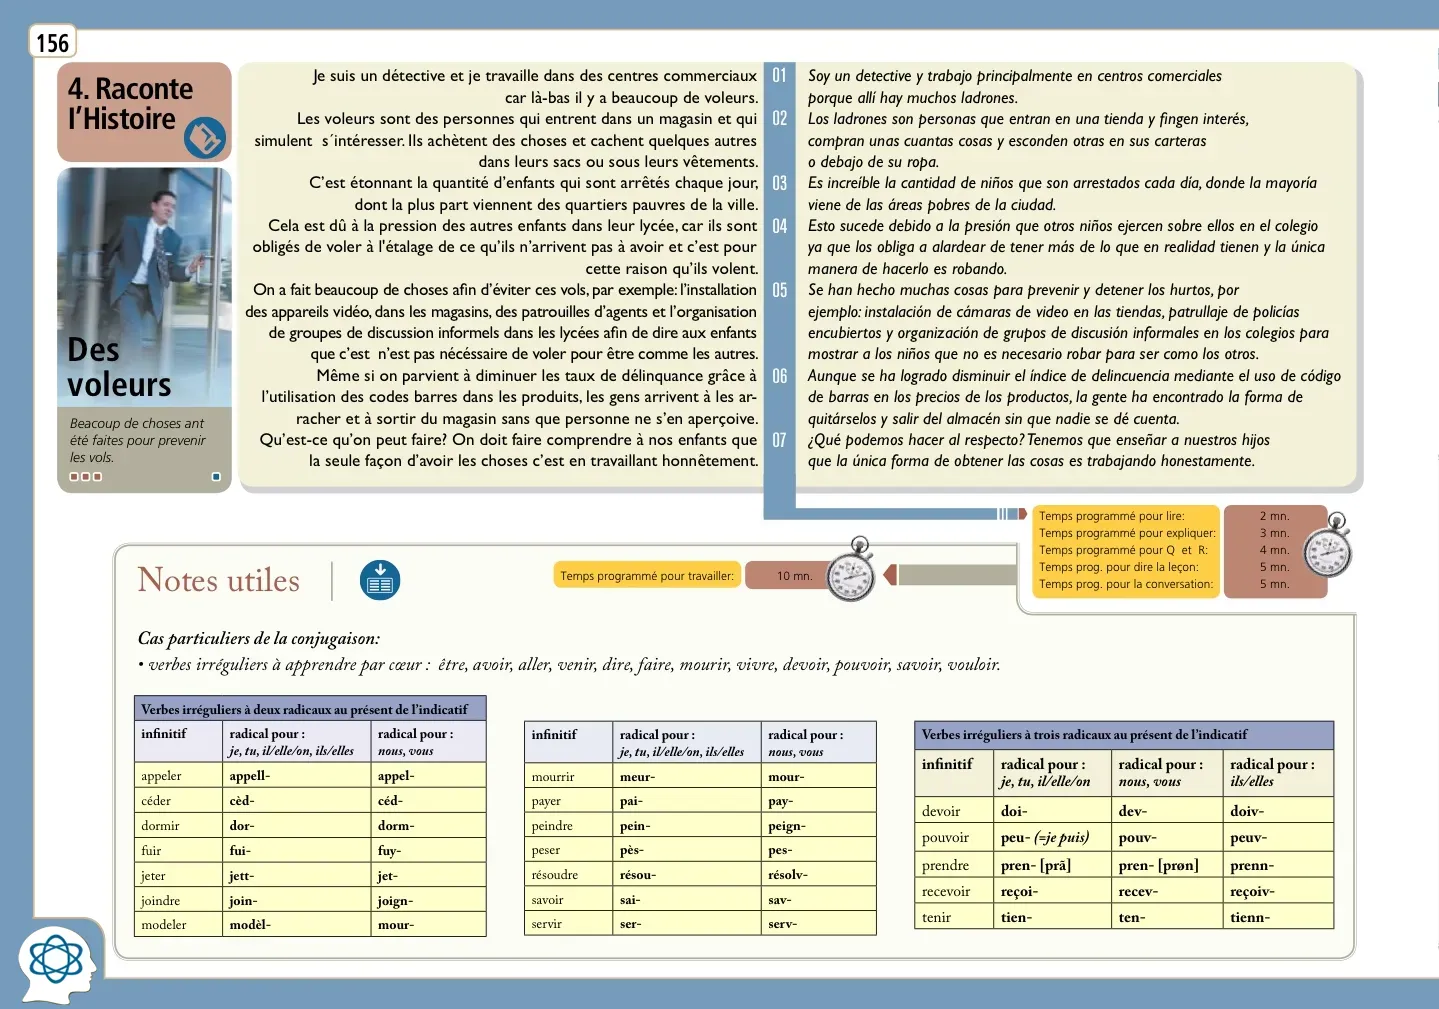 156
4. Raconte
l'Histoire
Des
voleurs
Beacoup de choses ant
été faites pour prevenir
les vols.
Je suis un détective et je travaille dans des centres commerciaux
car là-bas il y a beaucoup de voleurs.
Les voleurs sont des personnes qui entrent dans un magasin et qui
simulent s´intéresser. Ils achètent des choses et cachent quelques autres
dans leurs sacs ou sous leurs vêtements.
C'est étonnant la quantité d'enfants qui sont arrêtés chaque jour,
dont la plus part viennent des quartiers pauvres de la ville.
Cela est dû à la pression des autres enfants dans leur lycée, car ils sont
obligés de voler à l'étalage de ce qu'ils n'arrivent pas à avoir et c'est pour
cette raison qu'ils volent.
On a fait beaucoup de choses afin d'éviter ces vols, par exemple: l'installation
des appareils vidéo, dans les magasins, des patrouilles d'agents et l'organisation
de groupes de discussion informels dans les lycées afin de dire aux enfants
que c'est n'est pas nécéssaire de voler pour être comme les autres.
Même si on parvient à diminuer les taux de délinquance grâce à
l'utilisation des codes barres dans les produits, les gens arrivent à les ar-
racher et à sortir du magasin sans que personne ne s'en aperçoive.
Qu'est-ce qu'on peut faire? On doit faire comprendre à nos enfants que
la seule façon d'avoir les choses c'est en travaillant honnêtement.
01
02
03
04
05
06
07
Soy un detective y trabajo principalmente en centros comerciales
porque allí hay muchos ladrones.
Los ladrones son personas que entran en una tienda y fingen interés,
compran unas cuantas cosas y esconden otras en sus carteras
o debajo de su ropa.
Es increíble la cantidad de niños que son arrestados cada día, donde la mayoría
viene de las áreas pobres de la ciudad.
Esto sucede debido a la presión que otros niños ejercen sobre ellos en el colegio
ya que los obliga a alardear de tener más de lo que en realidad tienen y la única
manera de hacerlo es robando.
Se han hecho muchas cosas para prevenir y detener los hurtos, por
ejemplo: instalación de cámaras de video en las tiendas, patrullaje de policías
encubiertos y organización de grupos de discusión informales en los colegios para
mostrar a los niños que no es necesario robar para ser como los otros.
Aunque se ha logrado disminuir el índice de delincuencia mediante el uso de código
de barras en los precios de los productos, la gente ha encontrado la forma de
quitárselos y salir del almacén sin que nadie se dé cuenta.
¿Qué podemos hacer al respecto? Tenemos que enseñar a nuestros hijos
que la única forma de obtener las cosas es trabajando honestamente.
Temps programmé pour lire: 2 mn.
Temps programmé pour expliquer: 3 mn.
Temps programmé pour Q et R: 4 mn.
Temps prog. pour dire la leçon: 5 mn.
Temps prog. pour la conversation: 5 mn.
Notes utiles
Temps programmé pour travailler: 10 mn.
Cas particuliers de la conjugaison:
• verbes irréguliers à apprendre par cœur : être, avoir, aller, venir, dire, faire, mourir, vivre, devoir, pouvoir, savoir, vouloir.
Verbes irréguliers à deux radicaux au présent de l'indicatif
infinitif radical pour : radical pour :
je, tu, il/elle/on, ils/elles nous, vous
appeler appell- appel-
céder cèd- céd-
dormir dor- dorm-
fuir fui- fuy-
jeter jett- jet-
joindre join- joign-
modeler modèl- mour-
infinitif radical pour : radical pour :
je, tu, il/elle/on, ils/elles nous, vous
mourrir meur- mour-
payer pai- pay-
peindre pein- peign-
peser pès- pes-
résoudre résou- résolv-
savoir sai- sav-
servir ser- serv-
Verbes irréguliers à trois radicaux au présent de l'indicatif
infinitif radical pour : radical pour : radical pour :
je, tu, il/elle/on nous, vous ils/elles
devoir doi- dev- doiv-
pouvoir peu- (=je puis) pouv- peuv-
prendre pren- [prã] pren- [prøn] prenn-
recevoir reçoi- recev- reçoiv-
tenir tien- ten- tienn-